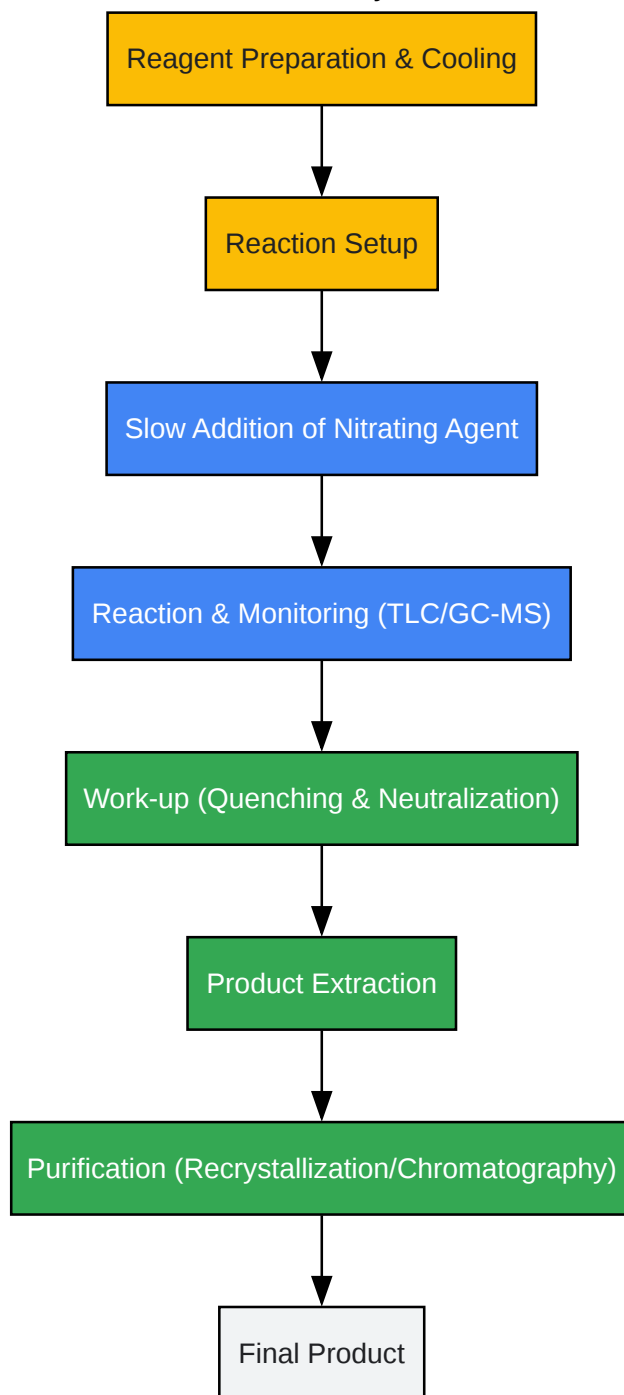 Reagent Preparation & Cooling
Reaction Setup
Slow Addition of Nitrating Agent
Reaction & Monitoring (TLC/GC-MS)
Work-up (Quenching & Neutralization)
Product Extraction
Purification (Recrystallization/Chromatography)
Final Product